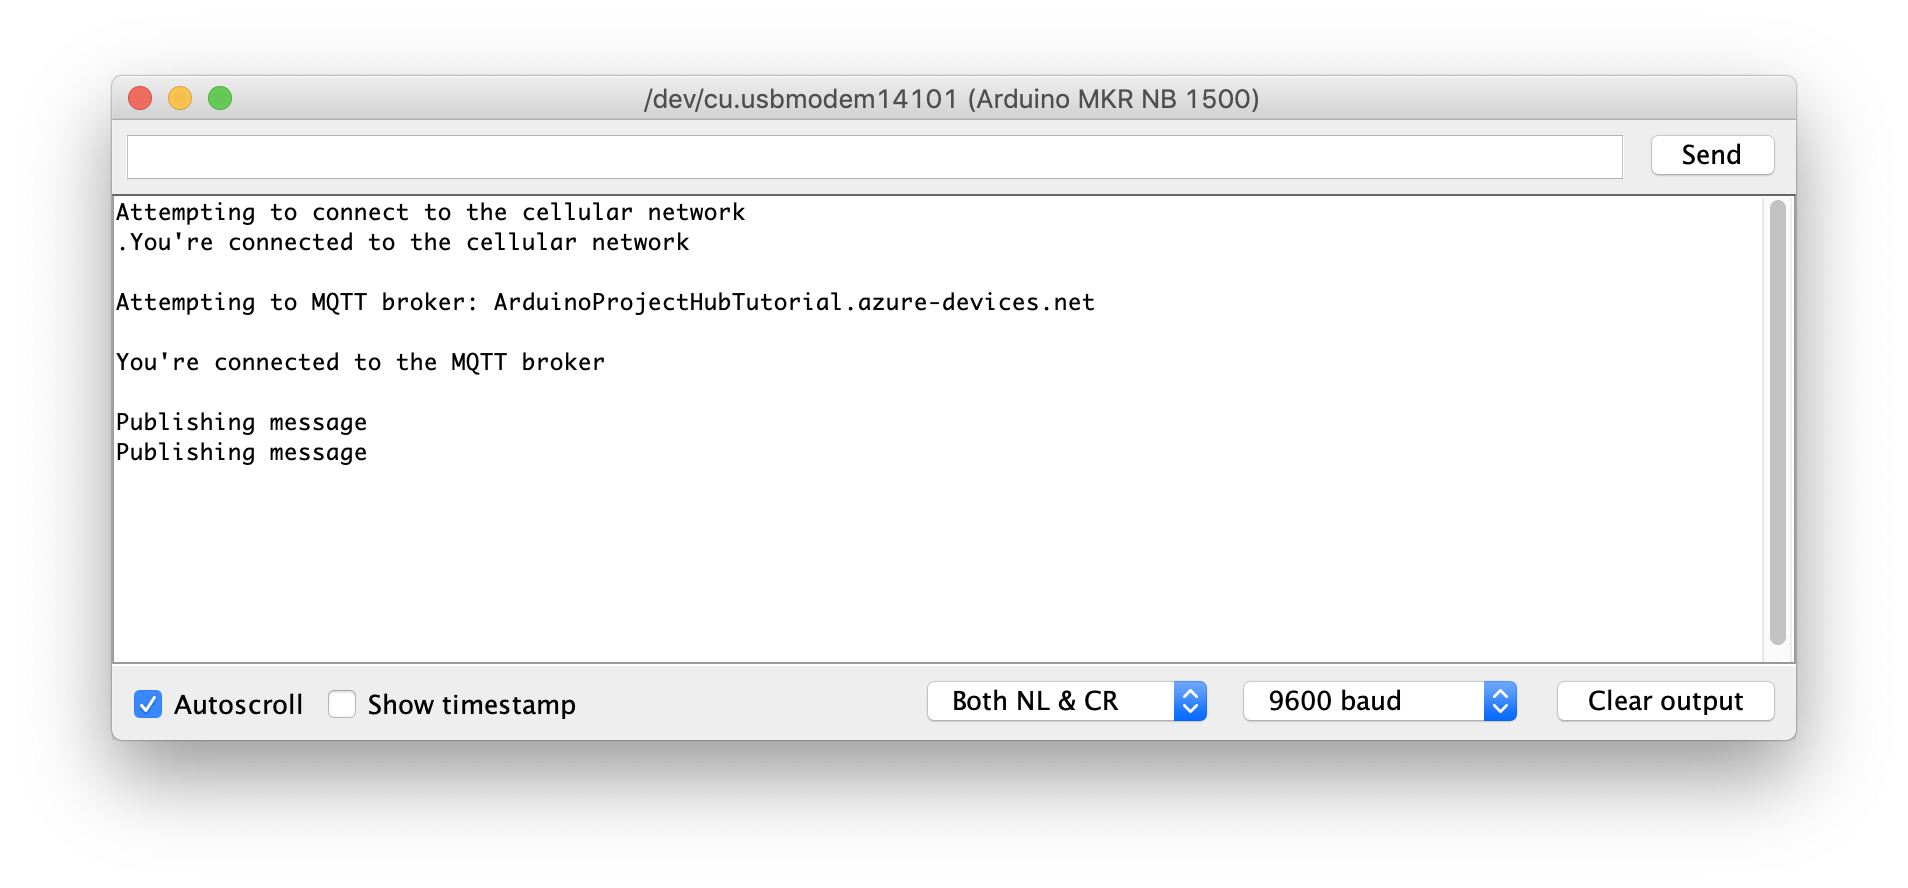 /dev/cu.usbmodem14101 (Arduino MKR NB 1500)
Send
Attempting to connect to the cellular network
.You're connected to the cellular network
Attempting to MQTT broker: ArduinoProjectHubTutorial.azure-devices.net
You're connected to the MQTT broker
Publishing message
Publishing message
Autoscroll Show timestamp Both NL & CR 9600 baud Clear output